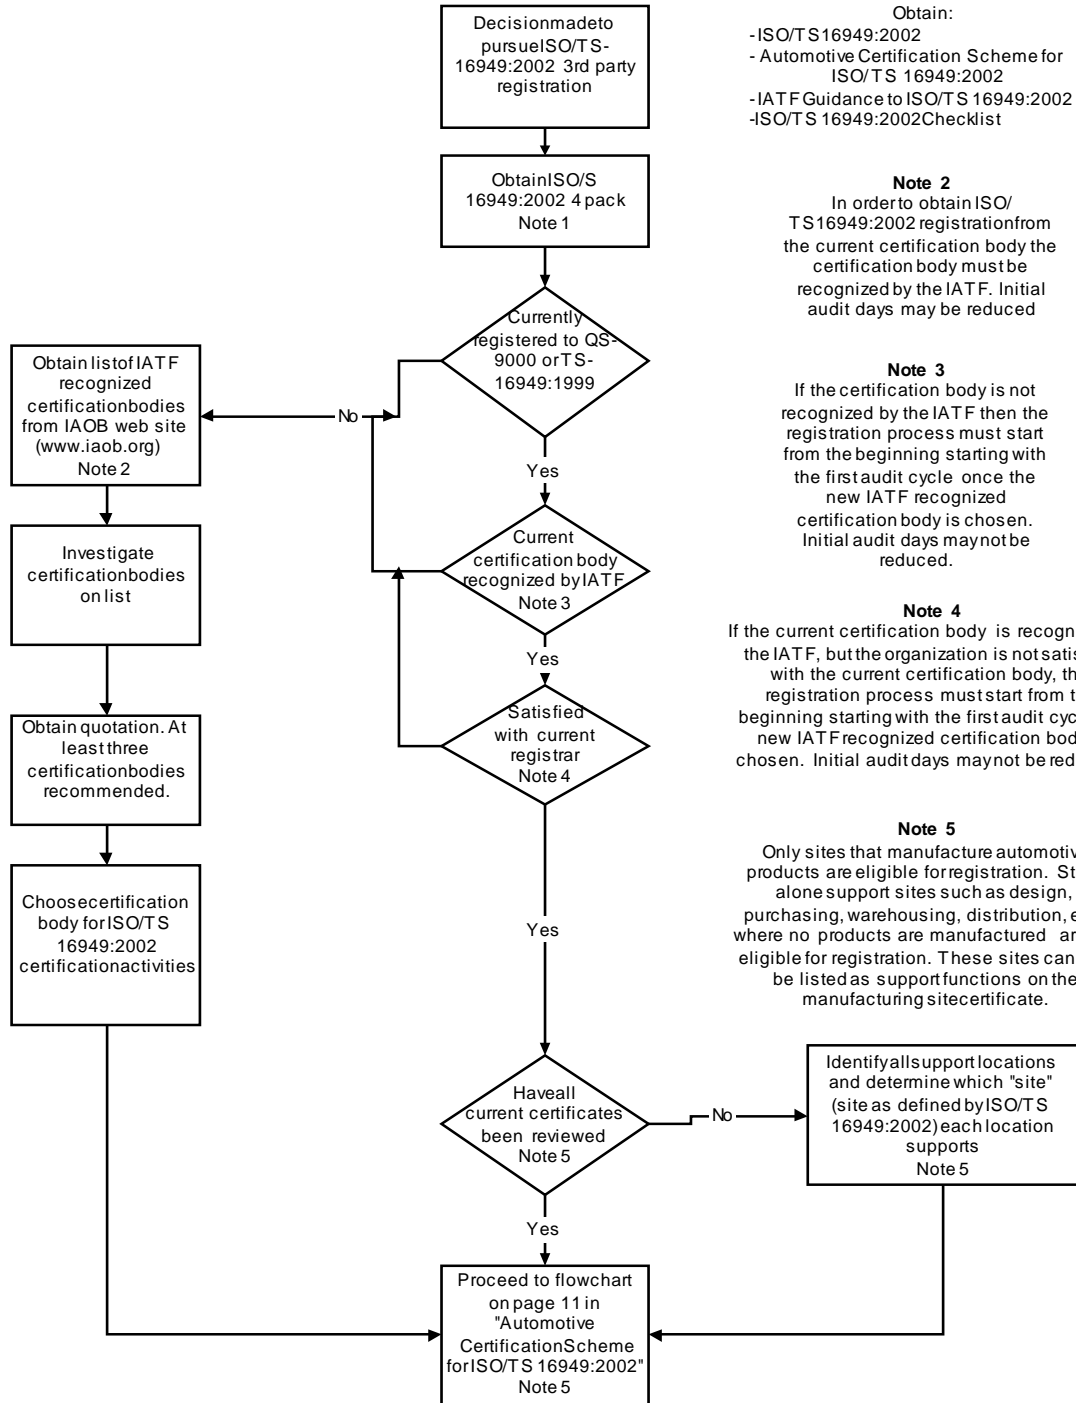 Decisionmadeto
pursueISO/TS-
16949:2002 3rd party
registration
ObtainISO/S
16949:2002 4 pack
Note 1
Currently
registered to QS-
9000 orTS-
16949:1999
No
Yes
Obtain listof IATF
recognized
certificationbodies
from IAOB web site
(www.iaob.org)
Note 2
Investigate
certificationbodies
on list
Obtain quotation. At
least three
certificationbodies
recommended.
Choosecertification
body for ISO/TS
16949:2002
certificationactivities
Current
certification body
recognized by IATF
Note 3
Yes
Satisfied
with current
registrar
Note 4
Yes
Haveall
current certificates
been reviewed
Note 5
No
Yes
Identifyallsupport locations
and determine which "site"
(site as defined by ISO/TS
16949:2002) each location
supports
Note 5
Proceed to flowchart
on page 11 in
"Automotive
CertificationScheme
forISO/TS 16949:2002"
Note 5
Obtain:
-ISO/TS16949:2002
- Automotive Certification Scheme for
ISO/TS 16949:2002
-IATF Guidance to ISO/TS 16949:2002
-ISO/TS 16949:2002Checklist
Note 2
In orderto obtain ISO/
TS16949:2002 registrationfrom
the current certification body the
certification body must be
recognized by the IATF. Initial
audit days may be reduced
Note 3
If the certification body is not
recognized by the IATF then the
registration process must start
from the beginning starting with
the first audit cycle once the
new IATF recognized
certification body is chosen.
Initial audit days maynot be
reduced.
Note 4
If the current certification body is recogn
the IATF, but the organization is not satis
with the current certification body, th
registration process muststart from t
beginning starting with the first audit cyc
new IATF recognized certification bod
chosen. Initial audit days maynot be red
Note 5
Only sites that manufacture automotiv
products are eligible for registration. St
alone support sites such as design,
purchasing, warehousing, distribution, e
where no products are manufactured ar
eligible for registration. These sites can
be listed as support functions on the
manufacturing sitecertificate.